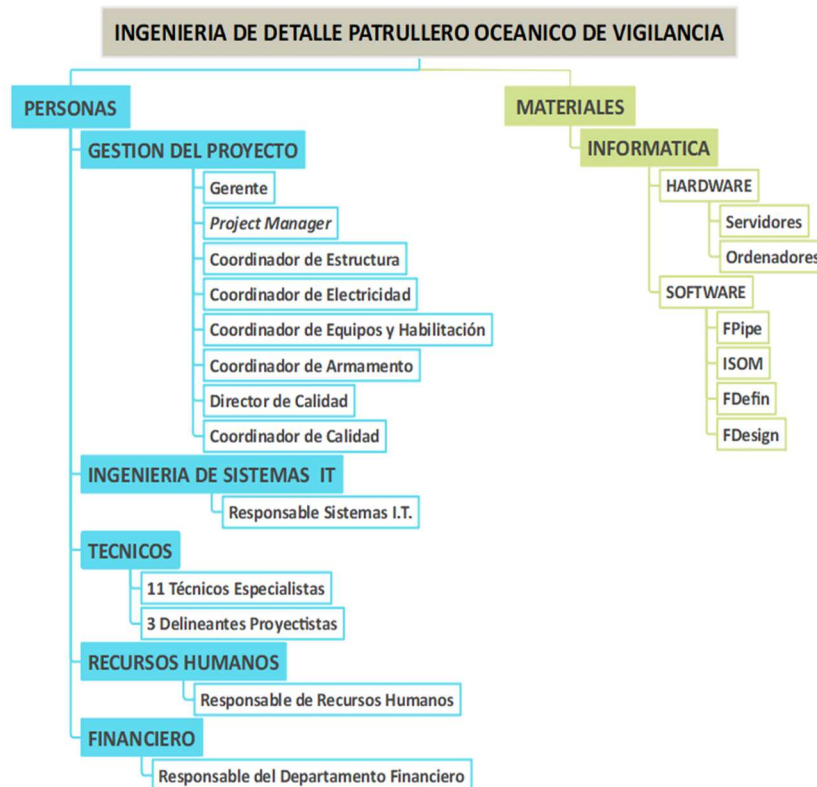 INGENIERIA DE DETALLE PATRULLERO OCEANICO DE VIGILANCIA
PERSONAS
GESTION DEL PROYECTO
Gerente
Project Manager
Coordinador de Estructura
Coordinador de Electricidad
Coordinador de Equipos y Habilitación
Coordinador de Armamento
Director de Calidad
Coordinador de Calidad
INGENIERIA DE SISTEMAS IT
Responsable Sistemas I.T.
TECNICOS
11 Técnicos Especialistas
3 Delineantes Proyectistas
RECURSOS HUMANOS
Responsable de Recursos Humanos
FINANCIERO
Responsable del Departamento Financiero
MATERIALES
INFORMATICA
HARDWARE
Servidores
Ordenadores
SOFTWARE
FPipe
ISOM
FDefin
FDesign